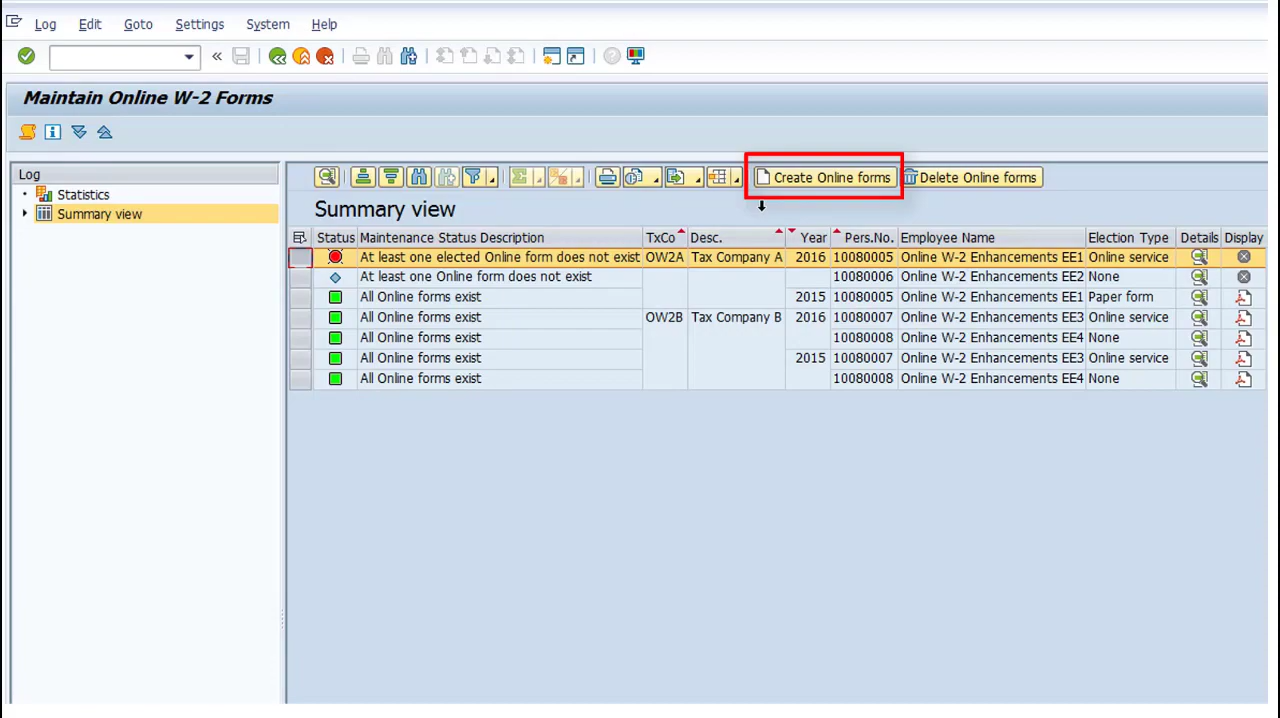 Log Edit Goto Settings System Help
Maintain Online W-2 Forms
Log
Statistics
Summary view
Create Online forms Delete Online forms
Summary view
Status Maintenance Status Description TxCo Desc. Year Pers.No. Employee Name Election Type Details Display
At least one elected Online form does not exist OW2A Tax Company A 2016 10080005 Online W-2 Enhancements EE1 Online service
At least one Online form does not exist 10080006 Online W-2 Enhancements EE2 None
All Online forms exist 2015 10080005 Online W-2 Enhancements EE1 Paper form
All Online forms exist OW2B Tax Company B 2016 10080007 Online W-2 Enhancements EE3 Online service
All Online forms exist 10080008 Online W-2 Enhancements EE4 None
All Online forms exist 2015 10080007 Online W-2 Enhancements EE3 Online service
All Online forms exist 10080008 Online W-2 Enhancements EE4 None